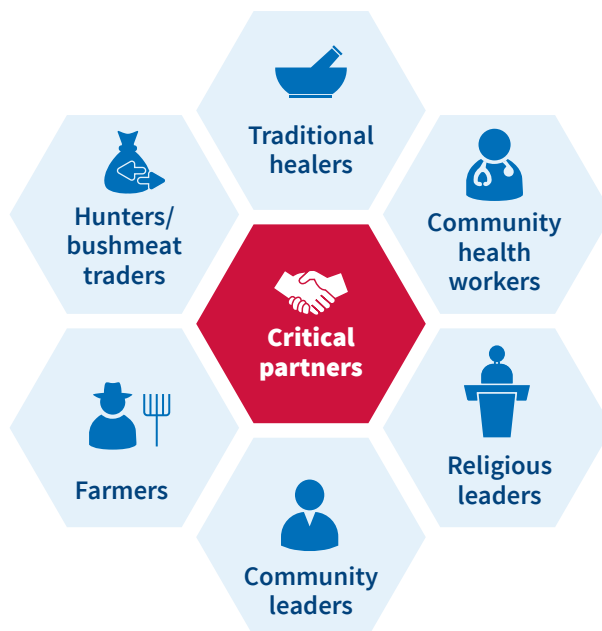 Traditional
healers
Hunters/
bushmeat
traders
Community
health
workers
Critical
partners
Farmers
Religious
leaders
Community
leaders